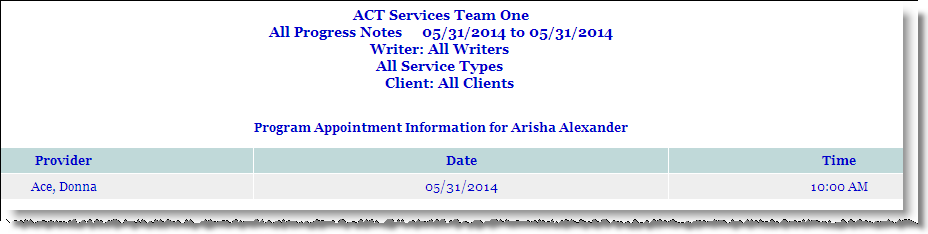 ACT Services Team One
All Progress Notes 05/31/2014 to 05/31/2014
Writer: All Writers
All Service Types
Client: All Clients
Program Appointment Information for Arisha Alexander
Provider Date Time
Ace, Donna 05/31/2014 10:00 AM